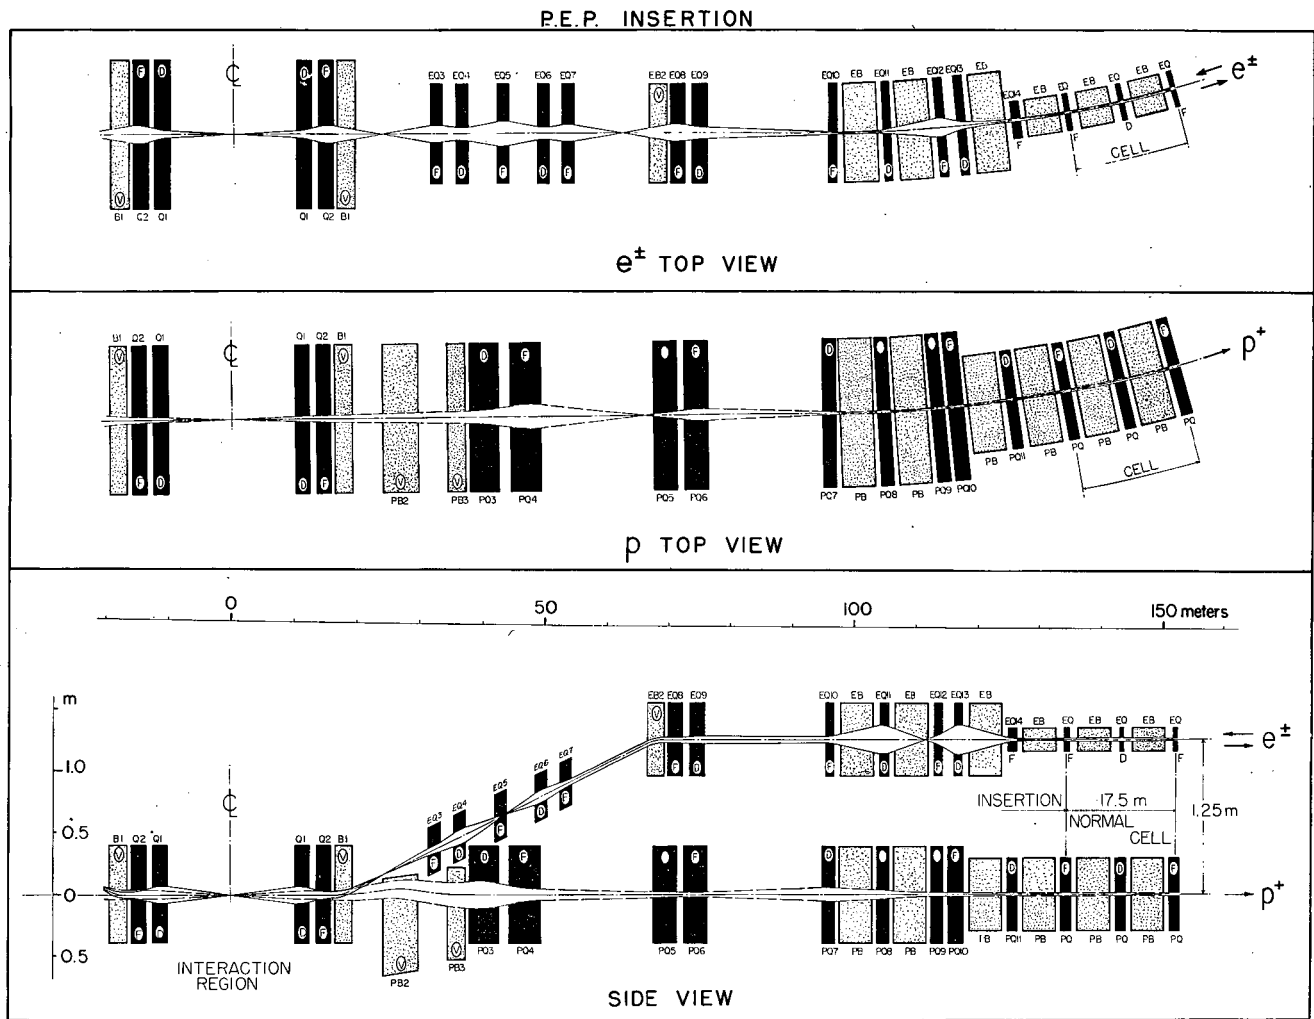 P.E.P. INSERTION
℄
EQ3 EQ4 EQ5 EQ6 EQ7 EB2 EQ8 EQ9 EQ10 EB EQ11 EB EQ12 EQ13 EB EQ14 EB EQ EB EQ EB EQ e±
F D D F V
V V F D F D F F D F D F D F F D F
B1 Q1 Q1 Q2 B1
CELL
e± TOP VIEW
B1 Q2 Q1 ℄ Q1 Q2 B1
V V D F F D F D F D F p+
F D D F V V
PB2 PB3 PQ3 PQ4 PQ5 PQ6 PQ7 PB PQ8 PB PQ9 PQ10 PB PQ11 PB PQ PB PQ PB PQ
CELL
p TOP VIEW
0 50 100 150 meters
m
EB2 EQ8 EQ9 EQ10 EB EQ11 EB EQ12 EQ13 EB EQ14 EB EQ EB EQ EB EQ
V e±
F D F D F D F F D F
1.0 EQ7
EQ6
EQ5
EQ4
EQ3
F D F D F
℄
INSERTION 17.5 m 1.25 m
NORMAL
CELL
0.5
B1 Q2 Q1 Q1 Q2 B1
V V D F F D F D F D F
0 p+
F D D F V V
0.5
PB2 PB3 PQ3 PQ4 PQ5 PQ6 PQ7 PB PQ8 PB PQ9 PQ10 PQ11 PB PQ PB PQ PB PQ
INTERACTION
REGION
SIDE VIEW